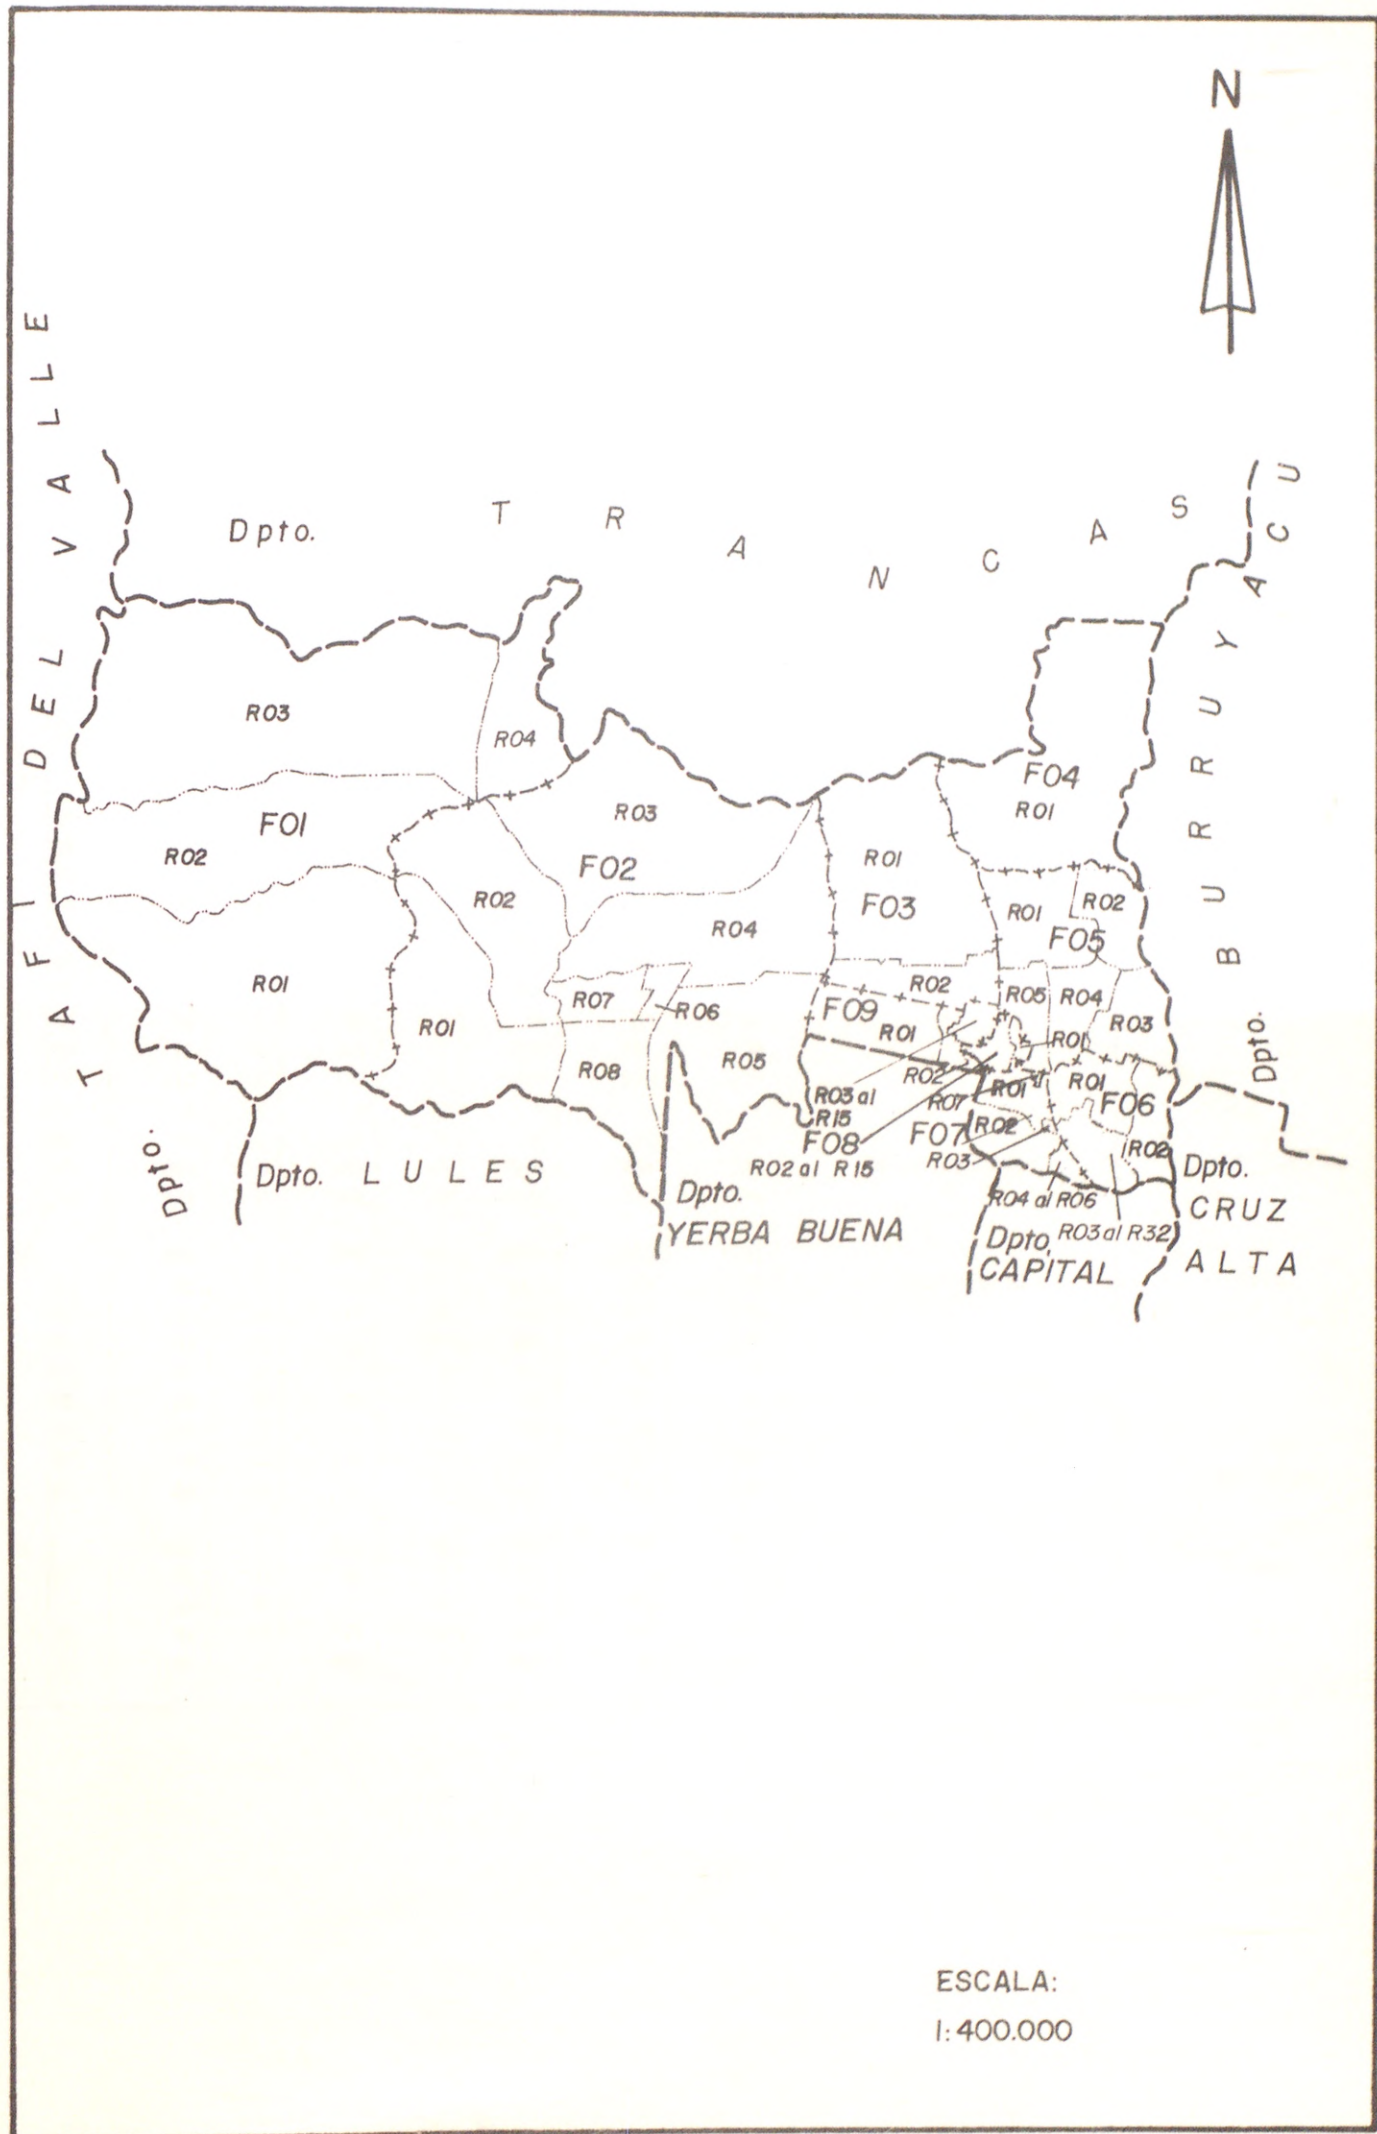 N
Dpto. TAFI DEL VALLE
Dpto. TRANCAS
Dpto. BURRUYACU
R03
R04
F01
R02
R01
R03
F02
R02
R04
R07
R06
R01
R08
R05
R01
F03
R02
F04
R01
R01
R02
F05
R05
R04
R03
R01
F09
R01
R02
R03 al
R15
F08
R02 al R15
R07
R01
F07
R02
R03
R04 al R06
R01
F06
R02
R03 al R32
Dpto. LULES
Dpto.
YERBA BUENA
Dpto.
CAPITAL
Dpto.
CRUZ
ALTA
ESCALA:
1:400.000